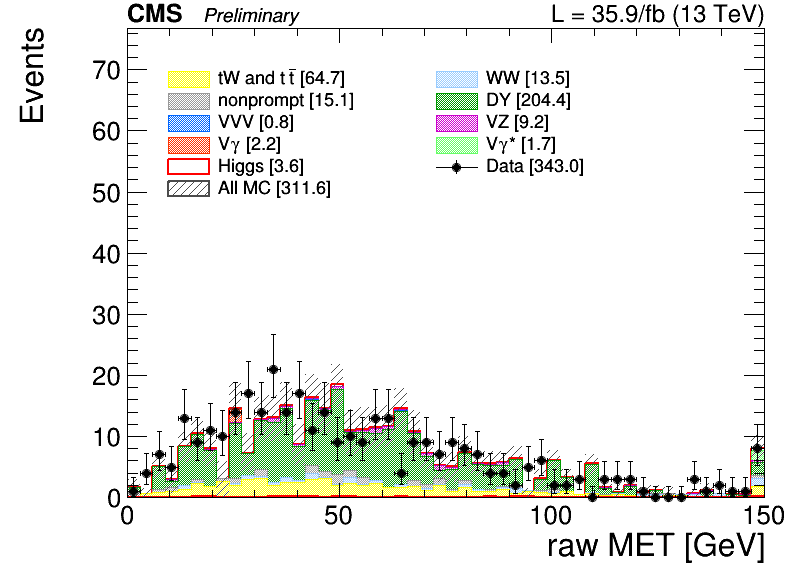 CMS Preliminary L = 35.9/fb (13 TeV)
Events
70
60
50
40
30
20
10
0
tW and t t̄ [64.7] WW [13.5]
nonprompt [15.1] DY [204.4]
VVV [0.8] VZ [9.2]
Vγ [2.2] Vγ* [1.7]
Higgs [3.6] Data [343.0]
All MC [311.6]
0 50 100 150
raw MET [GeV]